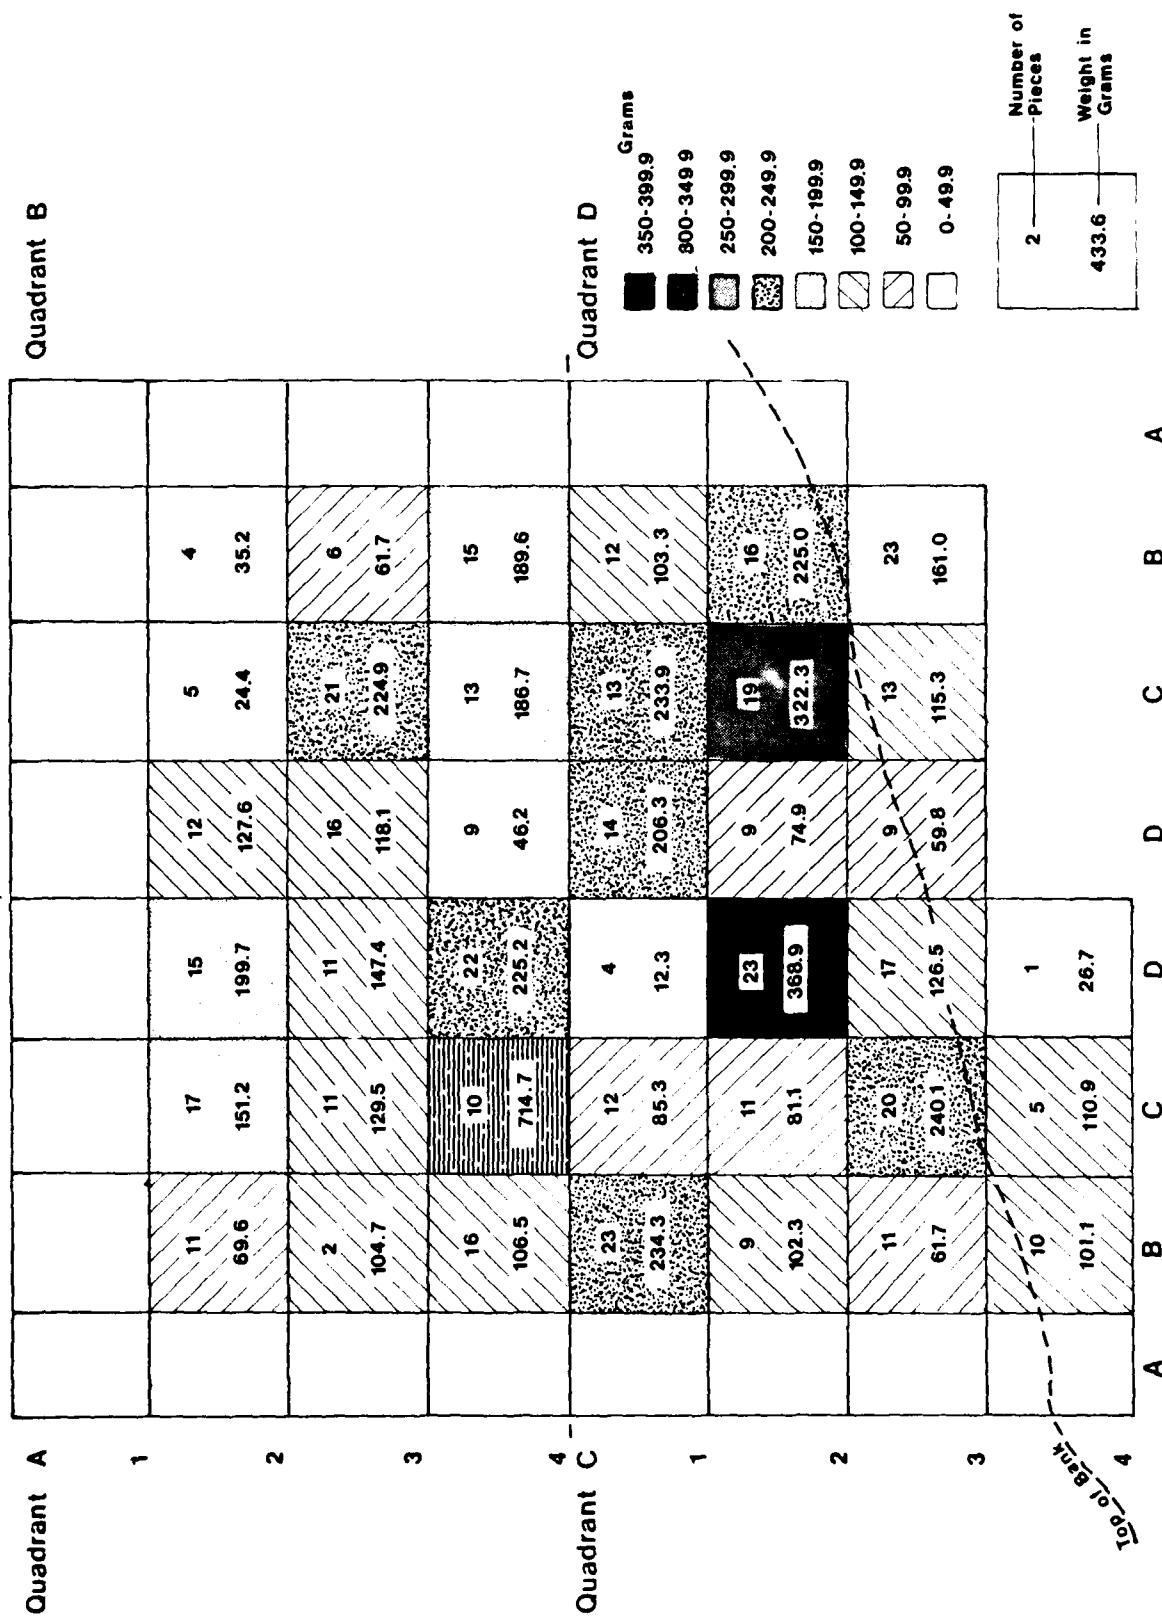 Quadrant A
Quadrant B
1
11 17 15 12 5 4
69.6 151.2 199.7 127.6 24.4 35.2
2
2 11 11 16 21 6
104.7 129.5 147.4 118.1 224.9 61.7
3
16 10 22 9 13 15
106.5 714.7 225.2 46.2 186.7 189.6
4
Quadrant C
Quadrant D
23 12 4 14 13 12
234.3 85.3 12.3 206.3 233.9 103.3
1
9 11 23 9 19 16
102.3 81.1 368.9 74.9 322.3 225.0
2
11 20 17 9 13 23
61.7 240.1 126.5 59.8 115.3 161.0
3
10 5 1
101.1 110.9 26.7
4
Top of Bank
A B C D D C B A
Grams
350-399.9
800-349 9
250-299.9
200-249.9
150-199.9
100-149.9
50-99.9
0-49.9
2
Number of
Pieces
433.6
Weight in
Grams